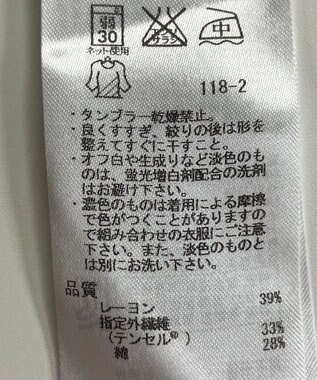 弱
30
ネット使用
エンソ
サラシ
中
118-2
・タンブラー乾燥禁止。
・良くすすぎ、絞りの後は形を
整えてすぐに干すこと。
・オフ白や生成りなど淡色のも
のは、蛍光増白剤配合の洗剤
はお避け下さい。
・濃色のものは着用による摩擦
で色がつくことがありますの
で組み合わせの衣服にご注意
下さい。また、淡色のものと
は別にお洗い下さい。
品質
レーヨン 39%
指定外繊維 33%
(テンセル®)
綿 28%